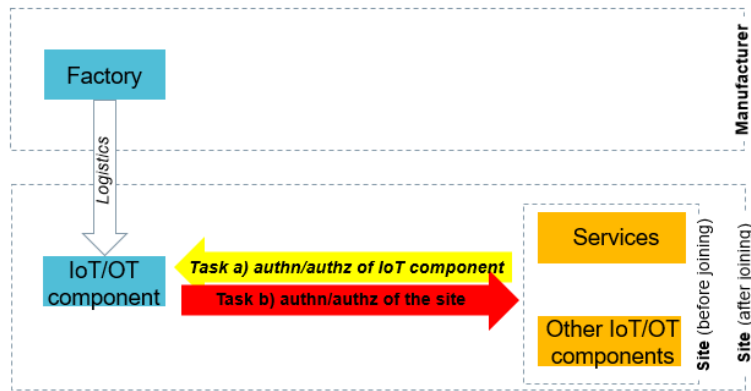 Factory
Manufacturer
Logistics
IoT/OT
component
Task a) authn/authz of IoT component
Task b) authn/authz of the site
Services
Other IoT/OT
components
Site (before joining)
Site (after joining)